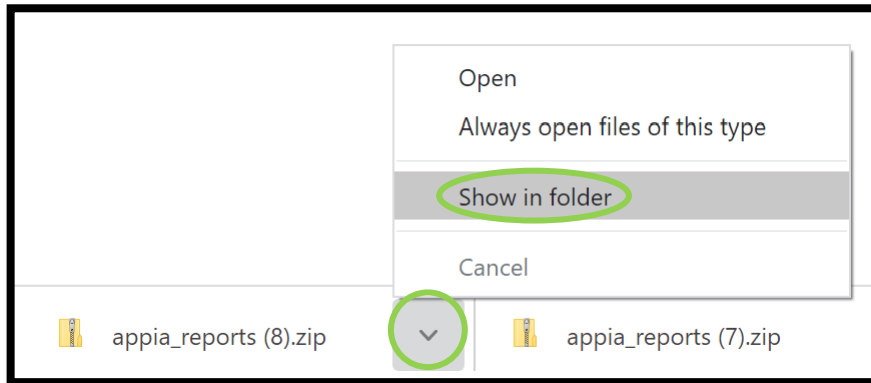 Open
Always open files of this type
Show in folder
Cancel
appia_reports (8).zip
appia_reports (7).zip